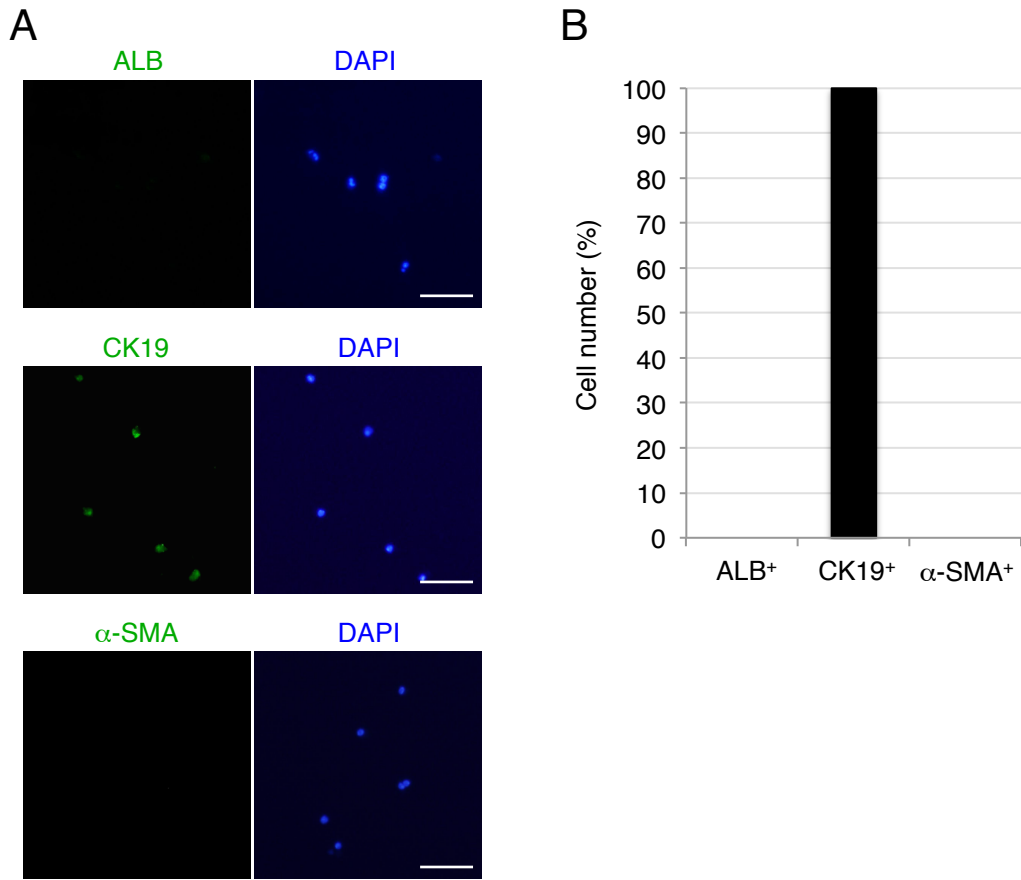 A
ALB DAPI
CK19 DAPI
α-SMA DAPI
B
Cell number (%)
100
90
80
70
60
50
40
30
20
10
0
ALB⁺ CK19⁺ α-SMA⁺